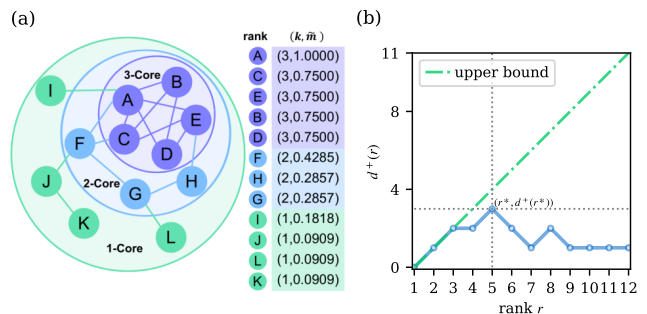 (a)
(b)
rank (k, m̃)
A (3,1.0000)
C (3,0.7500)
E (3,0.7500)
B (3,0.7500)
D (3,0.7500)
F (2,0.4285)
H (2,0.2857)
G (2,0.2857)
I (1,0.1818)
J (1,0.0909)
L (1,0.0909)
K (1,0.0909)
3-Core
B
A
I
E
C
F
D
2-Core
H
J
G
K
L
1-Core
11
8
4
0
d⁺(r)
upper bound
(r*, d⁺(r*))
1 2 3 4 5 6 7 8 9 10 11 12
rank r